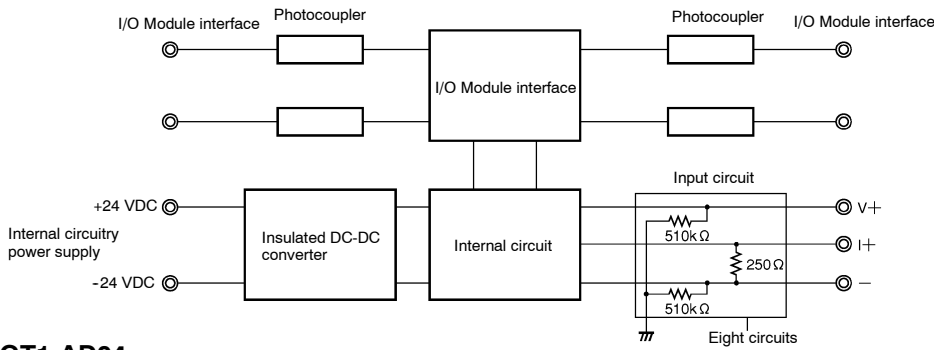 I/O Module interface
Photocoupler
Photocoupler
I/O Module interface
I/O Module interface
Input circuit
+24 VDC
Internal circuitry
power supply
-24 VDC
Insulated DC-DC
converter
Internal circuit
510kΩ
250Ω
510kΩ
V+
I+
−
Eight circuits